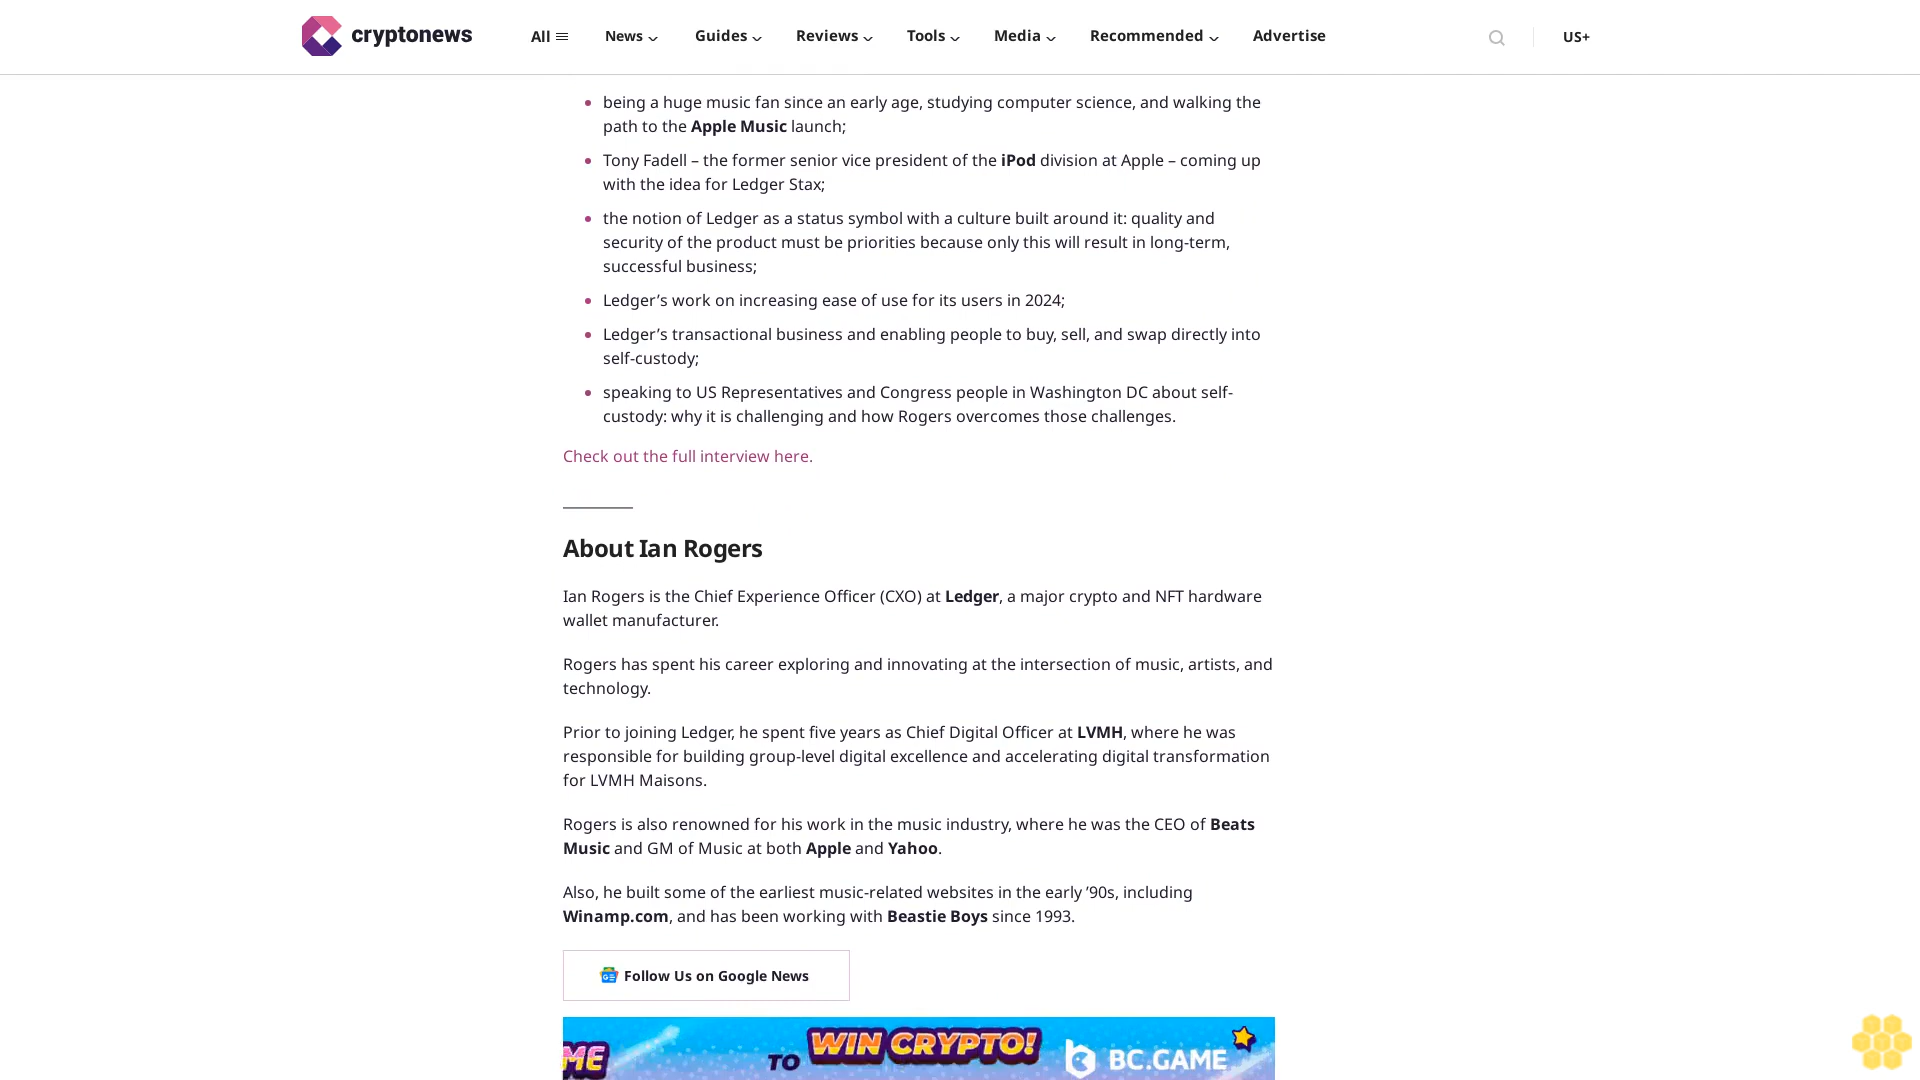 cryptonews
All
News
Guides
Reviews
Tools
Media
Recommended
Advertise
US+
being a huge music fan since an early age, studying computer science, and walking the
path to the Apple Music launch;
Tony Fadell – the former senior vice president of the iPod division at Apple – coming up
with the idea for Ledger Stax;
the notion of Ledger as a status symbol with a culture built around it: quality and
security of the product must be priorities because only this will result in long-term,
successful business;
Ledger’s work on increasing ease of use for its users in 2024;
Ledger’s transactional business and enabling people to buy, sell, and swap directly into
self-custody;
speaking to US Representatives and Congress people in Washington DC about self-
custody: why it is challenging and how Rogers overcomes those challenges.
Check out the full interview here.
About Ian Rogers
Ian Rogers is the Chief Experience Officer (CXO) at Ledger, a major crypto and NFT hardware
wallet manufacturer.
Rogers has spent his career exploring and innovating at the intersection of music, artists, and
technology.
Prior to joining Ledger, he spent five years as Chief Digital Officer at LVMH, where he was
responsible for building group-level digital excellence and accelerating digital transformation
for LVMH Maisons.
Rogers is also renowned for his work in the music industry, where he was the CEO of Beats
Music and GM of Music at both Apple and Yahoo.
Also, he built some of the earliest music-related websites in the early ’90s, including
Winamp.com, and has been working with Beastie Boys since 1993.
Follow Us on Google News
TO WIN CRYPTO! BC.GAME